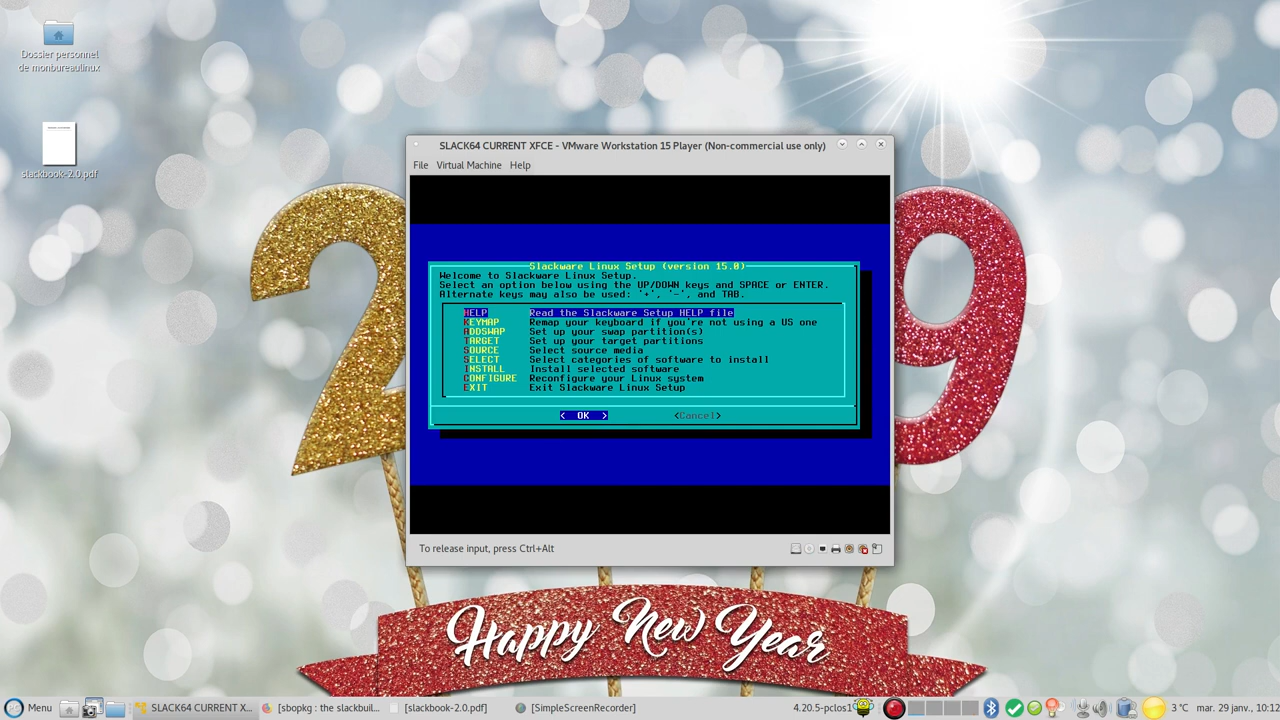 Dossier personnel
de monbureaulinux
slackbook-2.0.pdf
SLACK64 CURRENT XFCE - VMware Workstation 15 Player (Non-commercial use only)
File Virtual Machine Help
Slackware Linux Setup (version 15.0)
Welcome to Slackware Linux Setup.
Select an option below using the UP/DOWN keys and SPACE or ENTER.
Alternate keys may also be used: '+', '-', and TAB.
HELP Read the Slackware Setup HELP file
KEYMAP Remap your keyboard if you're not using a US one
ADDSWAP Set up your swap partition(s)
TARGET Set up your target partitions
SOURCE Select source media
SELECT Select categories of software to install
INSTALL Install selected software
CONFIGURE Reconfigure your Linux system
EXIT Exit Slackware Linux Setup
< OK > <Cancel>
To release input, press Ctrl+Alt
2 9
Happy New Year
Menu SLACK64 CURRENT X... [sbopkg : the slackbuil... [slackbook-2.0.pdf] [SimpleScreenRecorder] 4.20.5-pclos1 3 °C mar. 29 janv., 10:12